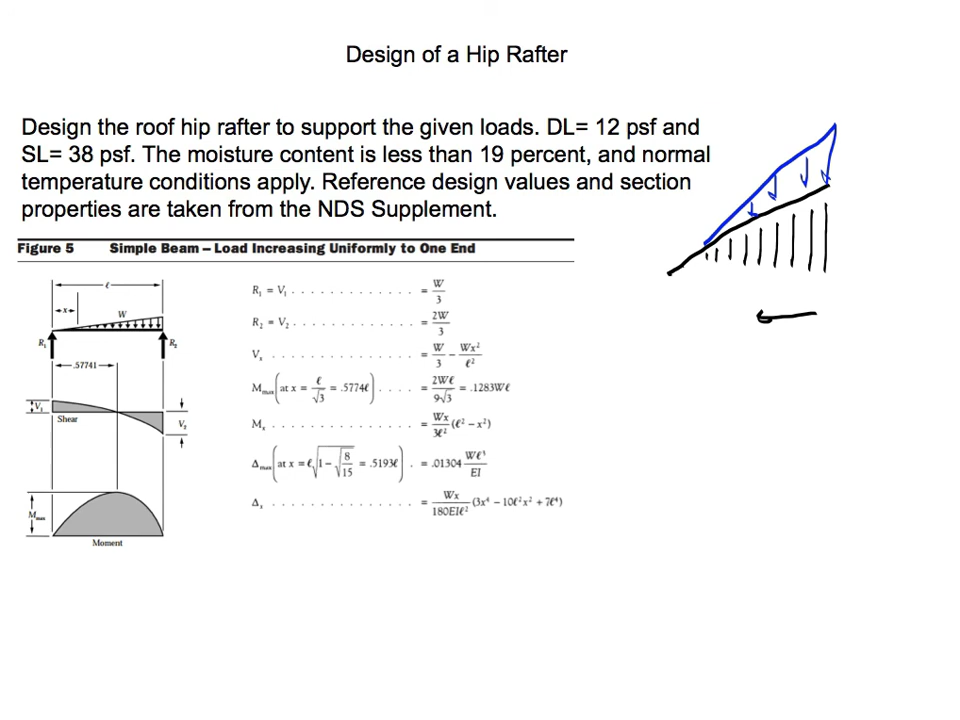 Design of a Hip Rafter
Design the roof hip rafter to support the given loads. DL= 12 psf and
SL= 38 psf. The moisture content is less than 19 percent, and normal
temperature conditions apply. Reference design values and section
properties are taken from the NDS Supplement.
Figure 5 Simple Beam – Load Increasing Uniformly to One End
ℓ
x
W
R₁
R₂
.5774l
V₁
Shear
V₂
M max
Moment
R₁ = V₁ . . . . . . . . . . . . . = W/3
R₂ = V₂ . . . . . . . . . . . . . = 2W/3
Vₓ . . . . . . . . . . . . . . . = W/3 − Wx²/ℓ²
M max (at x = ℓ/√3 = .5774ℓ) . . . . = 2Wℓ/9√3 = .1283Wℓ
Mₓ . . . . . . . . . . . . . . . = Wx/3ℓ² (ℓ² − x²)
Δ max (at x = ℓ√1−√8/15 = .5193ℓ) . = .01304 Wℓ³/EI
Δₓ . . . . . . . . . . . . . . . = Wx/180EIℓ² (3x⁴ − 10ℓ²x² + 7ℓ⁴)